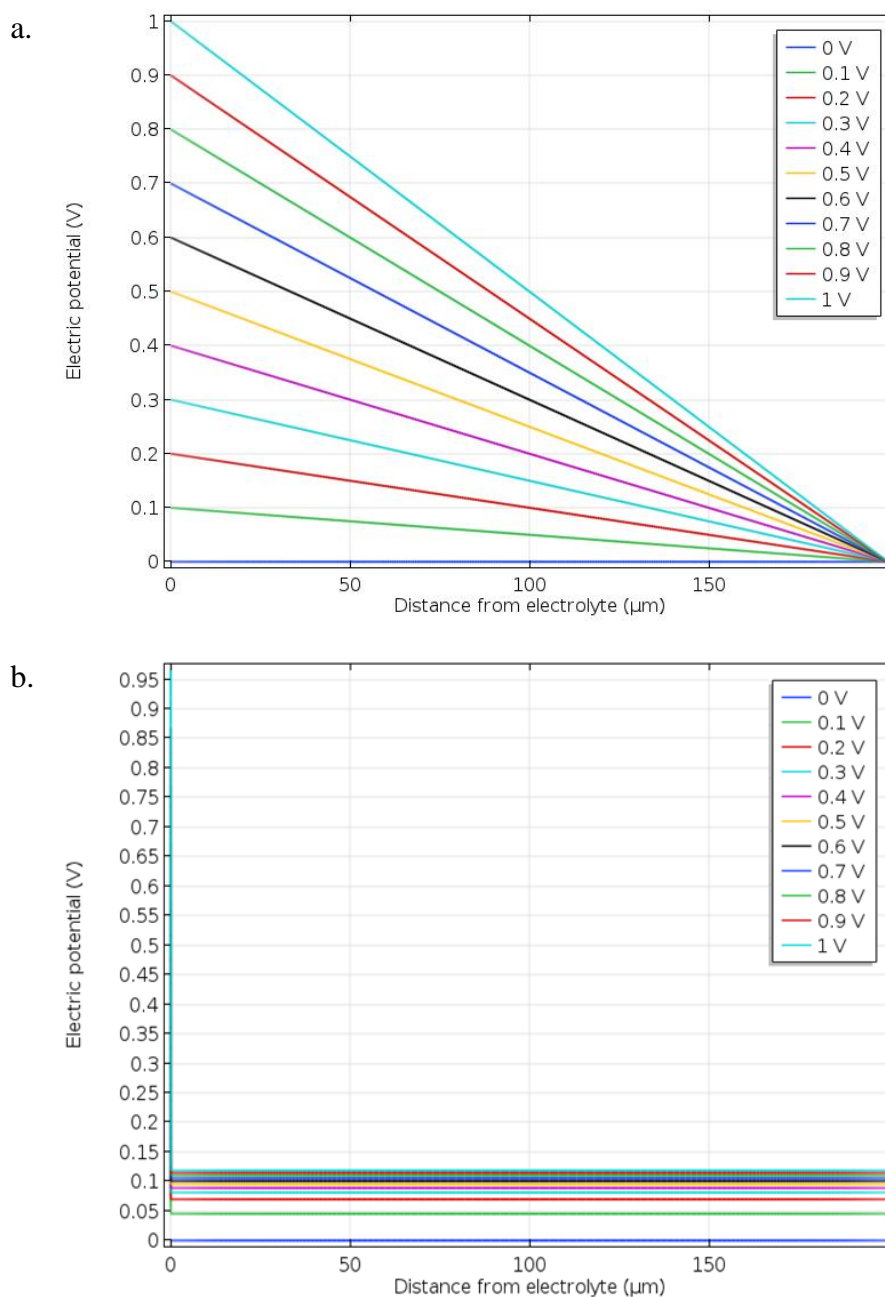 a.
1
0.9
0.8
0.7
0.6
0.5
0.4
0.3
0.2
0.1
0
Electric potential (V)
0 50 100 150
Distance from electrolyte (µm)
0 V
0.1 V
0.2 V
0.3 V
0.4 V
0.5 V
0.6 V
0.7 V
0.8 V
0.9 V
1 V
b.
0.95
0.9
0.85
0.8
0.75
0.7
0.65
0.6
0.55
0.5
0.45
0.4
0.35
0.3
0.25
0.2
0.15
0.1
0.05
0
Electric potential (V)
0 50 100 150
Distance from electrolyte (µm)
0 V
0.1 V
0.2 V
0.3 V
0.4 V
0.5 V
0.6 V
0.7 V
0.8 V
0.9 V
1 V